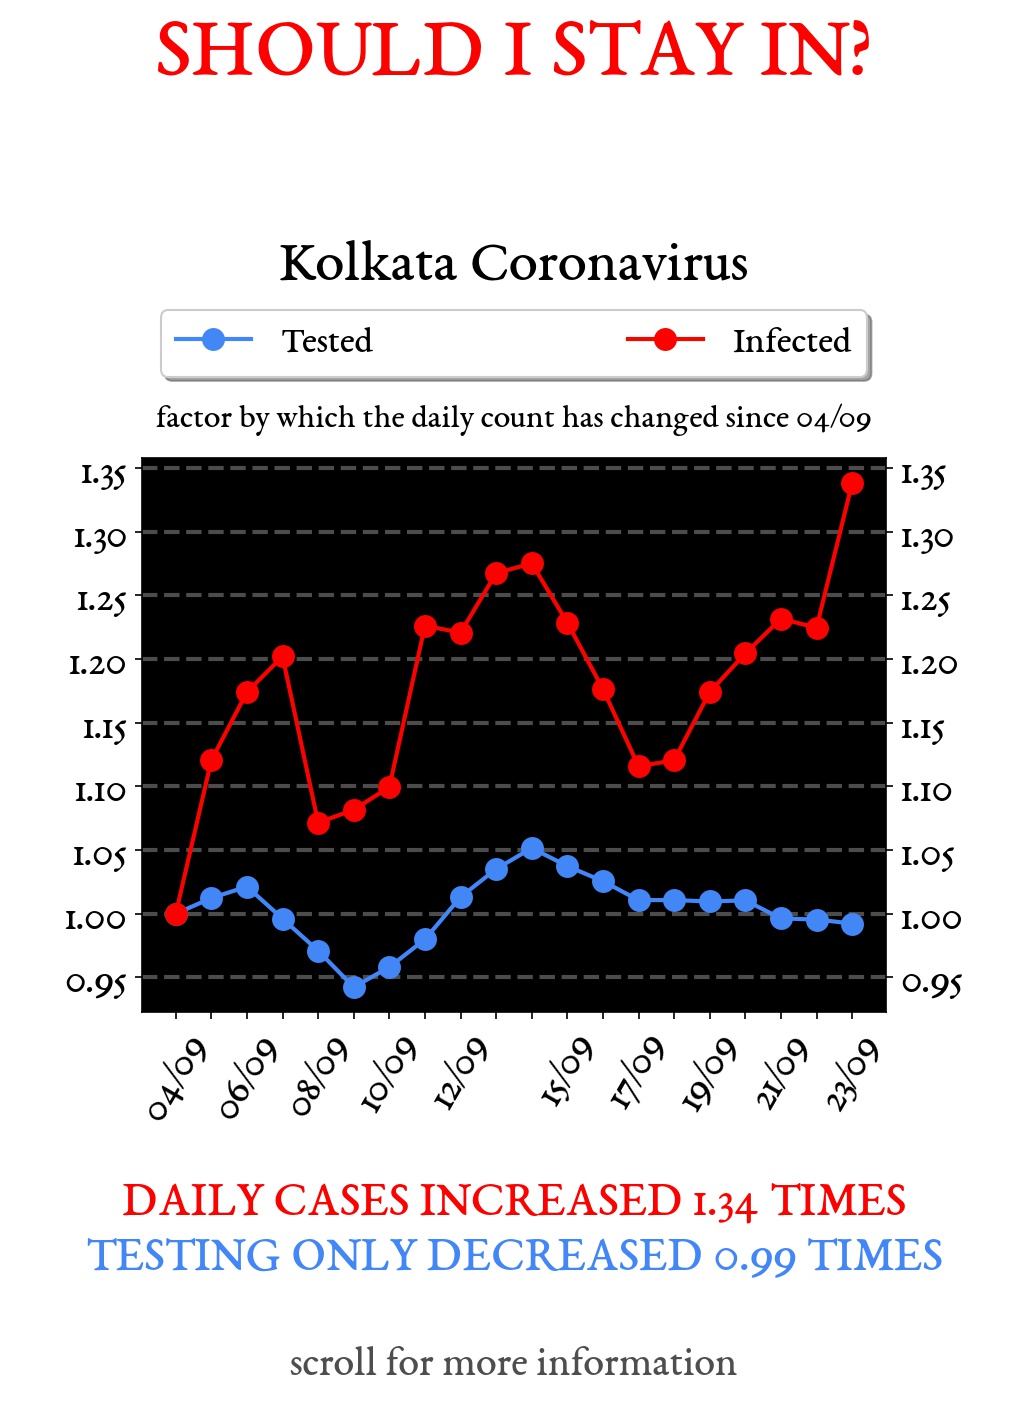 SHOULD I STAY IN?
Kolkata Coronavirus
Tested Infected
factor by which the daily count has changed since 04/09
1.35 1.35
1.30 1.30
1.25 1.25
1.20 1.20
1.15 1.15
1.10 1.10
1.05 1.05
1.00 1.00
0.95 0.95
04/09 06/09 08/09 10/09 12/09 15/09 17/09 19/09 21/09 23/09
DAILY CASES INCREASED 1.34 TIMES
TESTING ONLY DECREASED 0.99 TIMES
scroll for more information